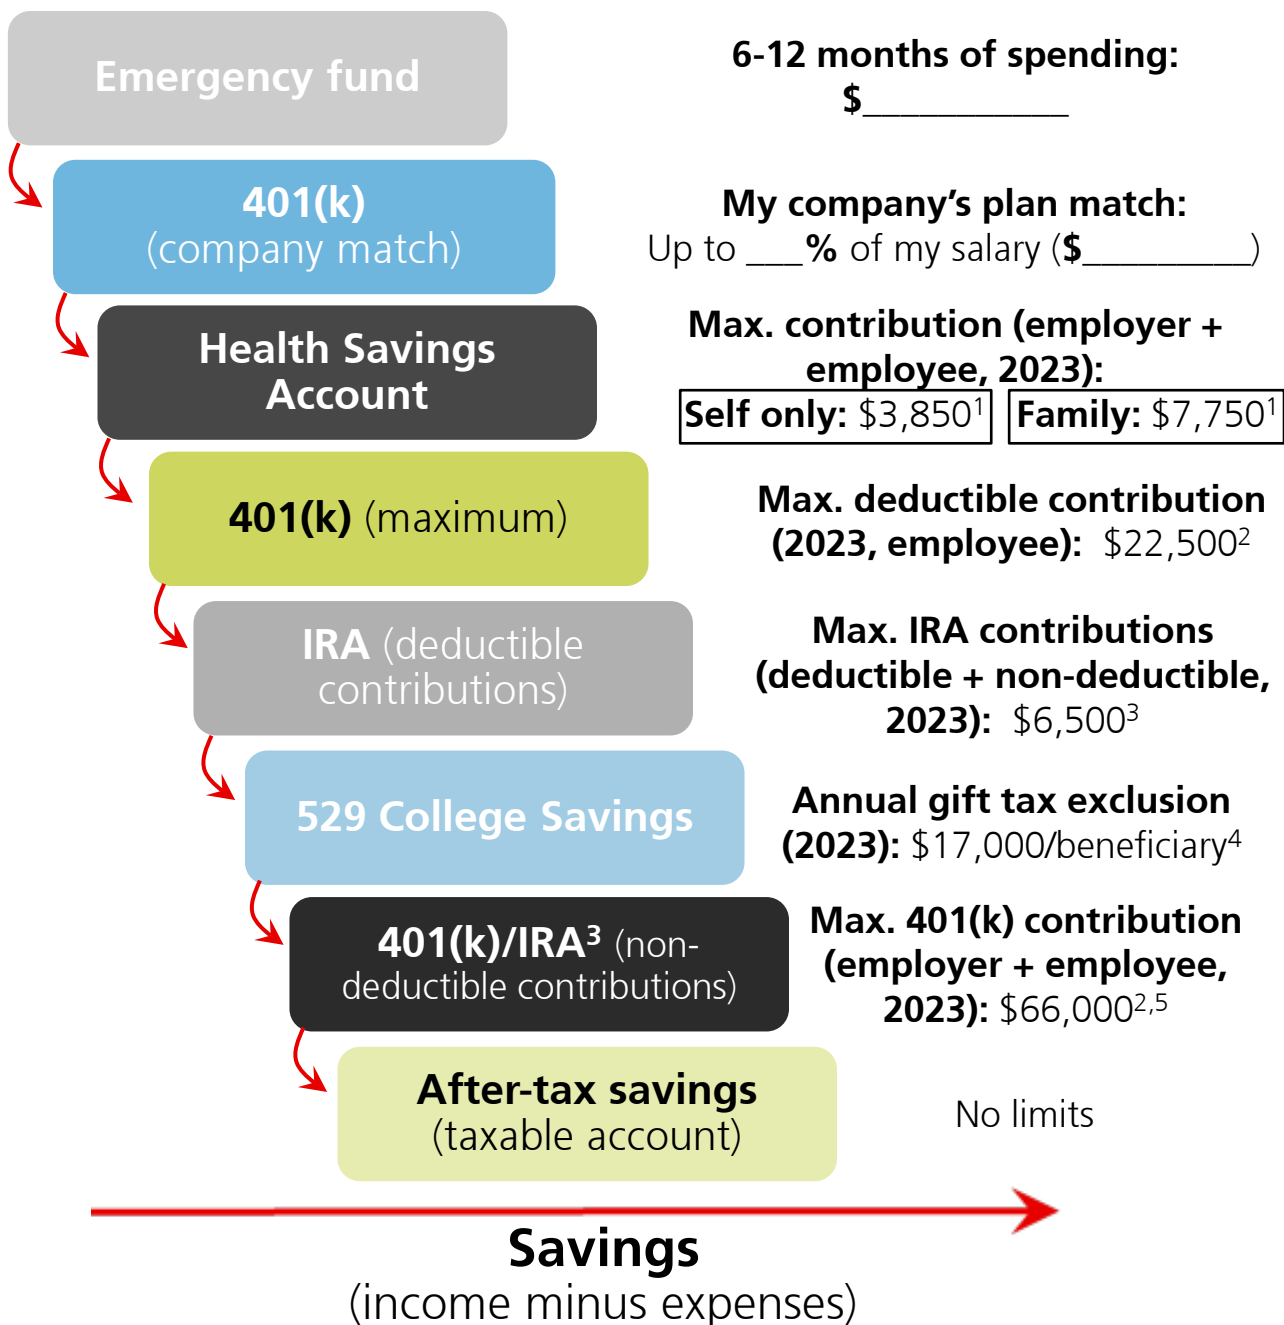 Emergency fund
6-12 months of spending:
$___________
401(k)
(company match)
My company’s plan match:
Up to ___% of my salary ($_________)
Health Savings
Account
Max. contribution (employer +
employee, 2023):
Self only: $3,850¹
Family: $7,750¹
401(k) (maximum)
Max. deductible contribution
(2023, employee): $22,500²
IRA (deductible
contributions)
Max. IRA contributions
(deductible + non-deductible,
2023): $6,500³
529 College Savings
Annual gift tax exclusion
(2023): $17,000/beneficiary⁴
401(k)/IRA³ (non-
deductible contributions)
Max. 401(k) contribution
(employer + employee,
2023): $66,000²,⁵
After-tax savings
(taxable account)
No limits
Savings
(income minus expenses)